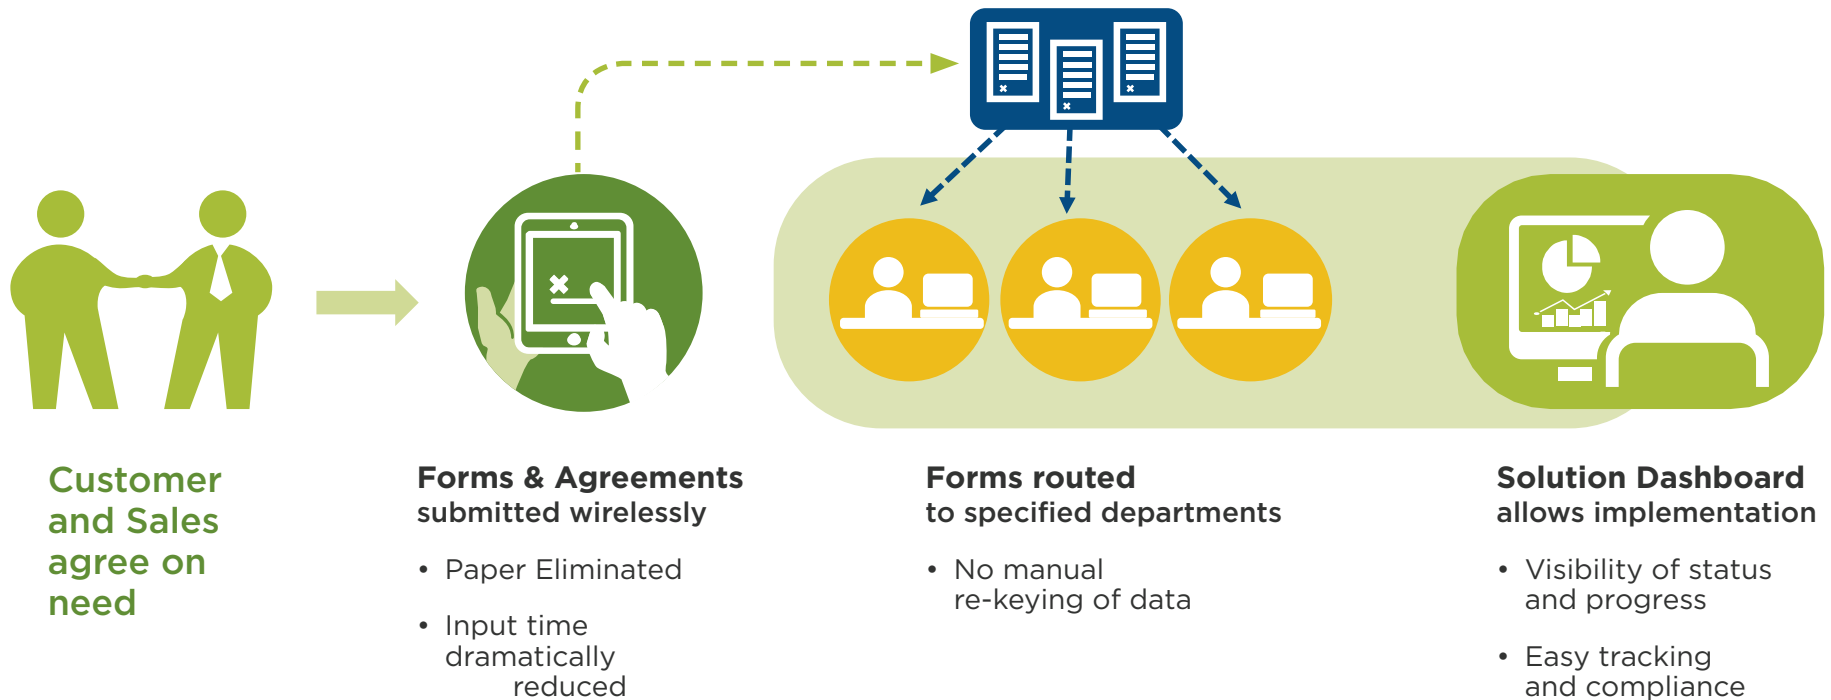 Customer
and Sales
agree on
need
Forms & Agreements
submitted wirelessly
• Paper Eliminated
• Input time
dramatically
reduced
Forms routed
to specified departments
• No manual
re-keying of data
Solution Dashboard
allows implementation
• Visibility of status
and progress
• Easy tracking
and compliance